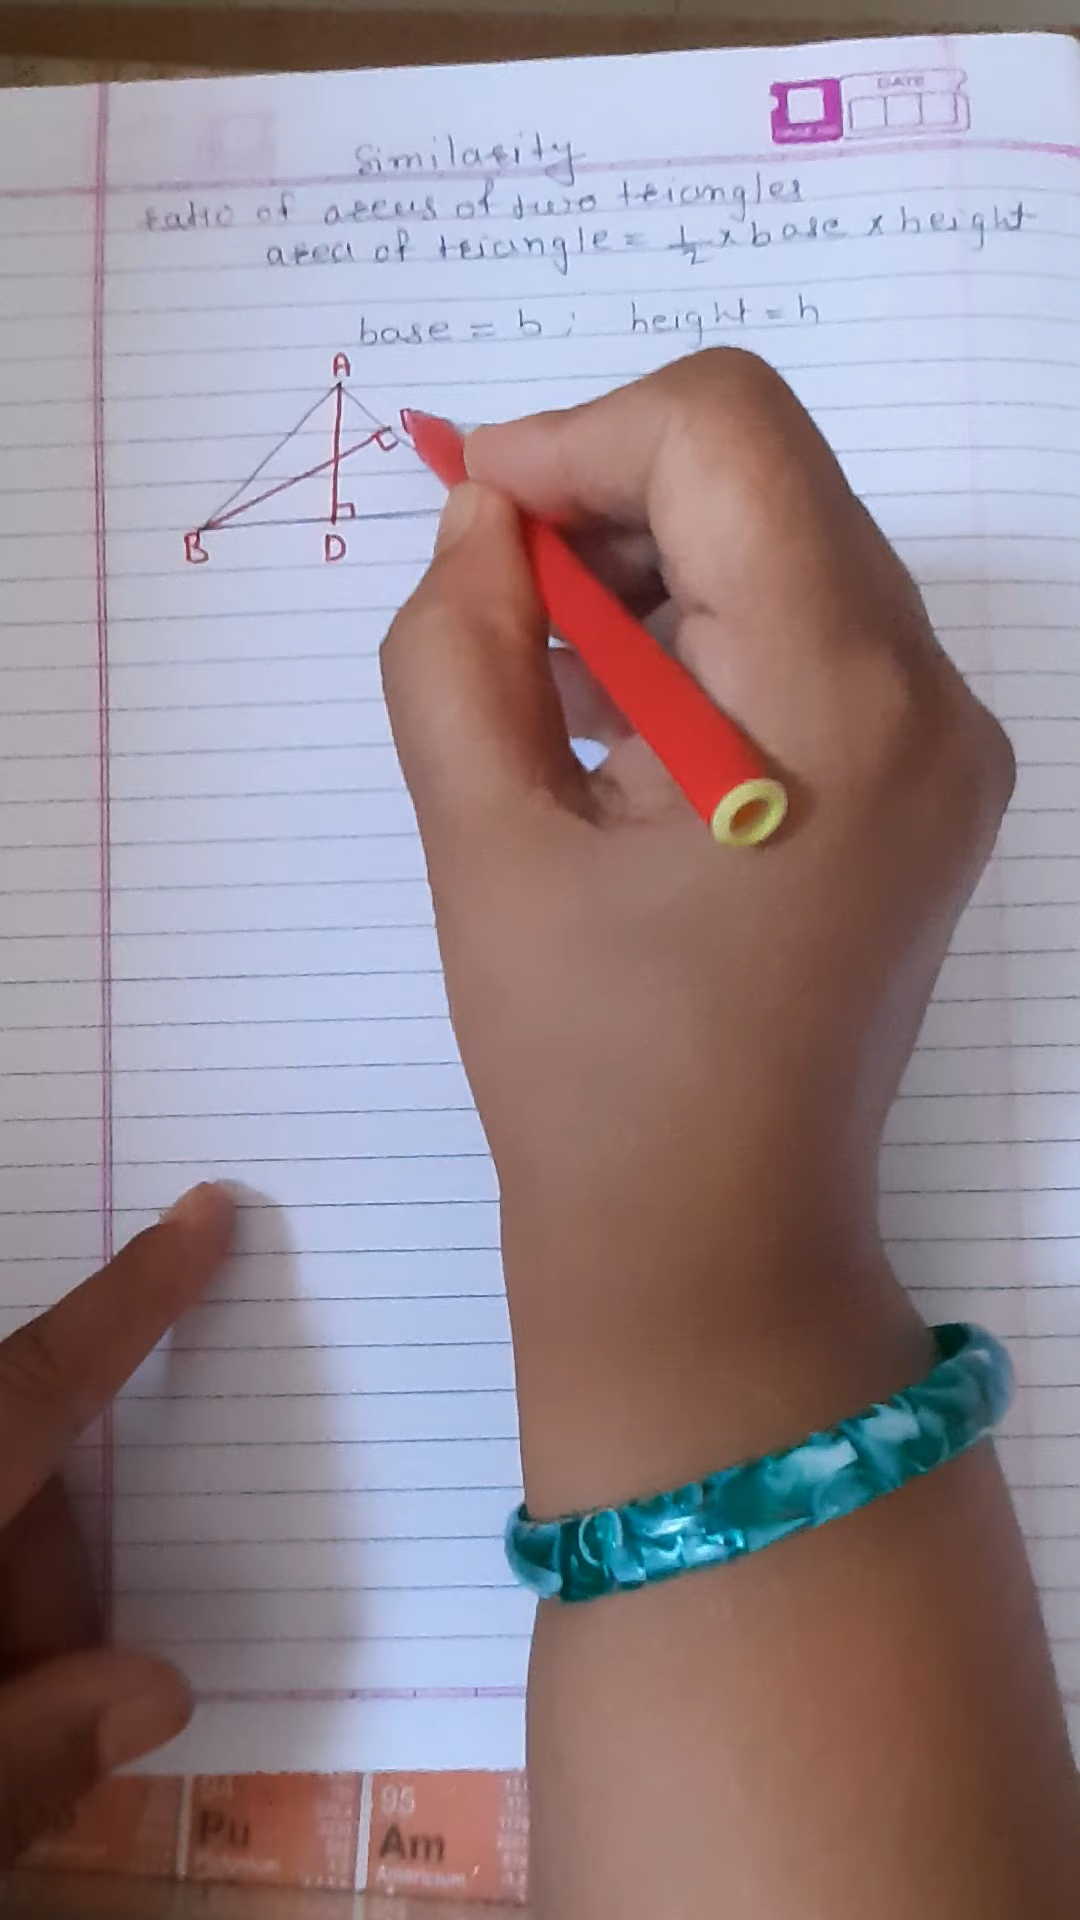 DATE
Similarity
ratio of areas of two triangles
area of triangle = 1/2 × base × height
base = b ; height = h
A
B D
Pu
95
Am
Americium